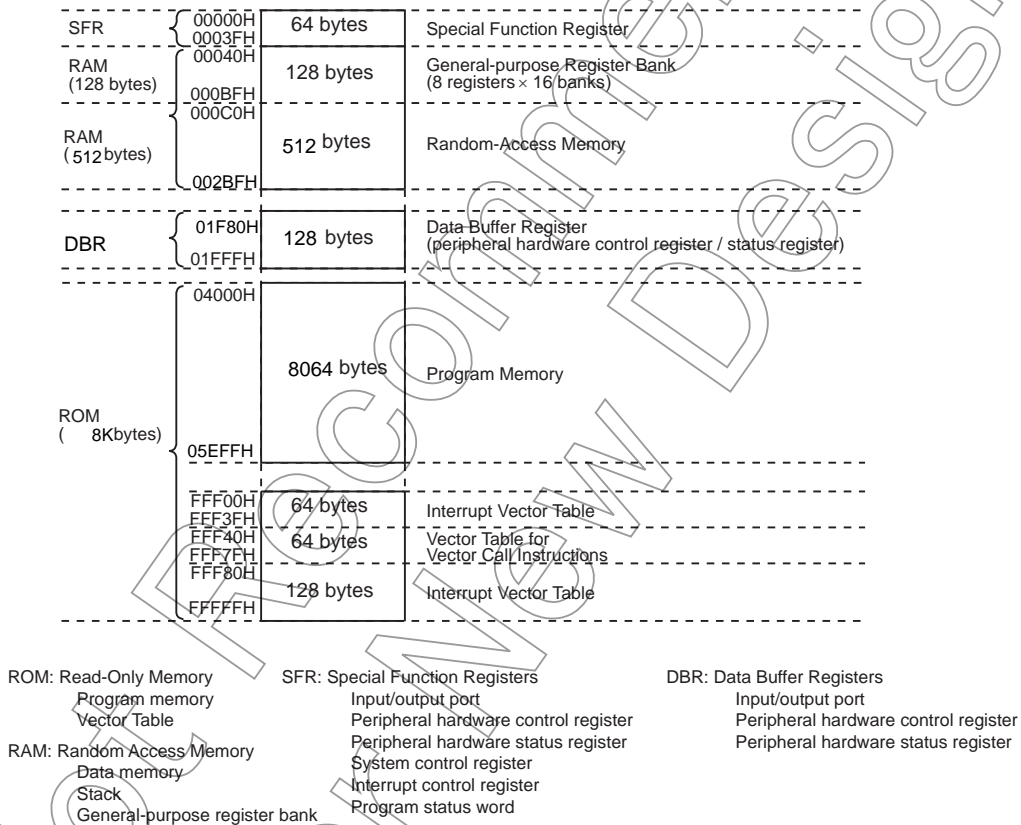 SFR 00000H 64 bytes Special Function Register
0003FH
RAM 00040H 128 bytes General-purpose Register Bank
(128 bytes) (8 registers × 16 banks)
000BFH
000C0H
RAM 512 bytes Random-Access Memory
( 512 bytes)
002BFH
01F80H Data Buffer Register
DBR 128 bytes (peripheral hardware control register / status register)
01FFFH
04000H
8064 bytes Program Memory
ROM
( 8Kbytes)
05EFFH
FFF00H 64 bytes Interrupt Vector Table
FFF3FH
FFF40H 64 bytes Vector Table for
FFF7FH Vector Call Instructions
FFF80H
128 bytes Interrupt Vector Table
FFFFFH
ROM: Read-Only Memory
Program memory
Vector Table
RAM: Random Access Memory
Data memory
Stack
General-purpose register bank
SFR: Special Function Registers
Input/output port
Peripheral hardware control register
Peripheral hardware status register
System control register
Interrupt control register
Program status word
DBR: Data Buffer Registers
Input/output port
Peripheral hardware control register
Peripheral hardware status register